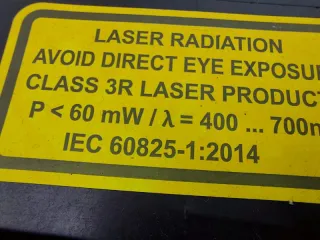 LASER RADIATION
AVOID DIRECT EYE EXPOSU
CLASS 3R LASER PRODUCT
P < 60 mW / λ = 400 ... 700n
IEC 60825-1:2014